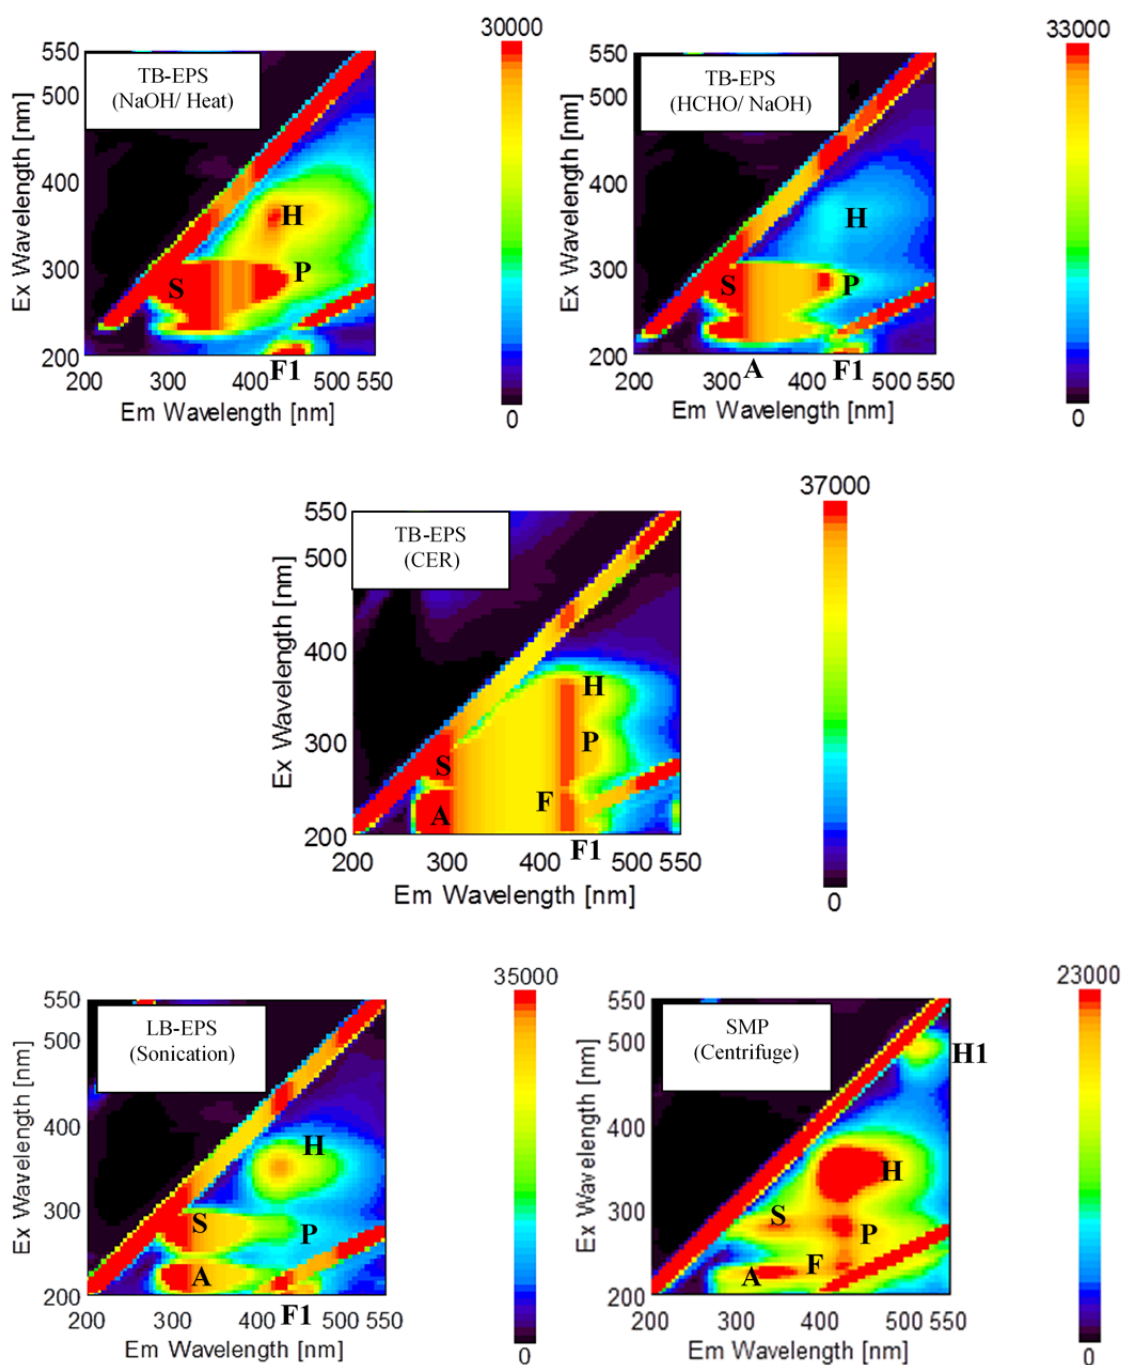 30000
33000
550
TB-EPS
(NaOH/ Heat)
500
400
300
200
Ex Wavelength [nm]
H
S
P
F1
200 300 400 500 550
Em Wavelength [nm]
0
550
TB-EPS
(HCHO/ NaOH)
500
400
300
200
Ex Wavelength [nm]
H
S
P
A
F1
200 300 400 500 550
Em Wavelength [nm]
0
37000
550
TB-EPS
(CER)
500
400
300
200
Ex Wavelength [nm]
H
P
S
F
A
F1
200 300 400 500 550
Em Wavelength [nm]
0
35000
550
LB-EPS
(Sonication)
500
400
300
200
Ex Wavelength [nm]
H
S
P
A
F1
200 300 400 500 550
Em Wavelength [nm]
0
23000
550
SMP
(Centrifuge)
500
400
300
200
Ex Wavelength [nm]
H1
H
S
P
F
A
200 300 400 500 550
Em Wavelength [nm]
0